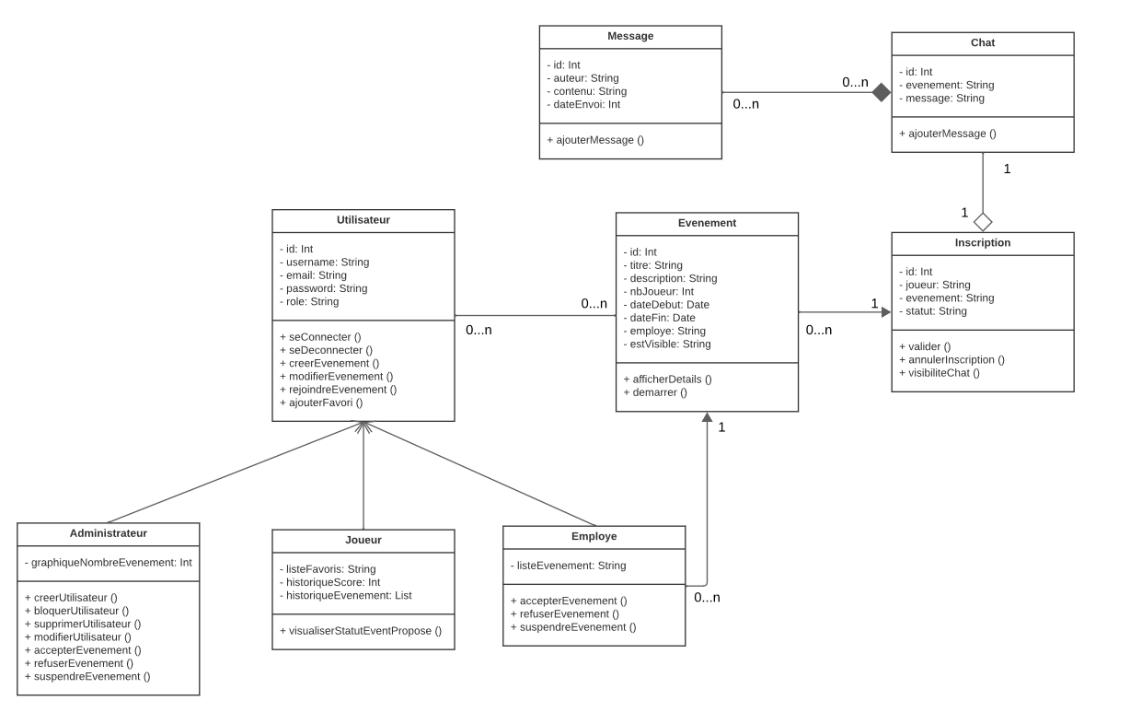 Message
- id: Int
- auteur: String
- contenu: String
- dateEnvoi: Int
+ ajouterMessage ()
0...n
0...n
Chat
- id: Int
- evenement: String
- message: String
+ ajouterMessage ()
1
1
Utilisateur
- id: Int
- username: String
- email: String
- password: String
- role: String
+ seConnecter ()
+ seDeconnecter ()
+ creerEvenement ()
+ modifierEvenement ()
+ rejoindreEvenement ()
+ ajouterFavori ()
0...n
0...n
Evenement
- id: Int
- titre: String
- description: String
- nbJoueur: Int
- dateDebut: Date
- dateFin: Date
- employe: String
- estVisible: String
+ afficherDetails ()
+ demarrer ()
1
0...n
Inscription
- id: Int
- joueur: String
- evenement: String
- statut: String
+ valider ()
+ annulerInscription ()
+ visibiliteChat ()
1
Administrateur
- graphiqueNombreEvenement: Int
+ creerUtilisateur ()
+ bloquerUtilisateur ()
+ supprimerUtilisateur ()
+ modifierUtilisateur ()
+ accepterEvenement ()
+ refuserEvenement ()
+ suspendreEvenement ()
Joueur
- listeFavoris: String
- historiqueScore: Int
- historiqueEvenement: List
+ visualiserStatutEventPropose ()
Employe
- listeEvenement: String
+ accepterEvenement ()
+ refuserEvenement ()
+ suspendreEvenement ()
0...n